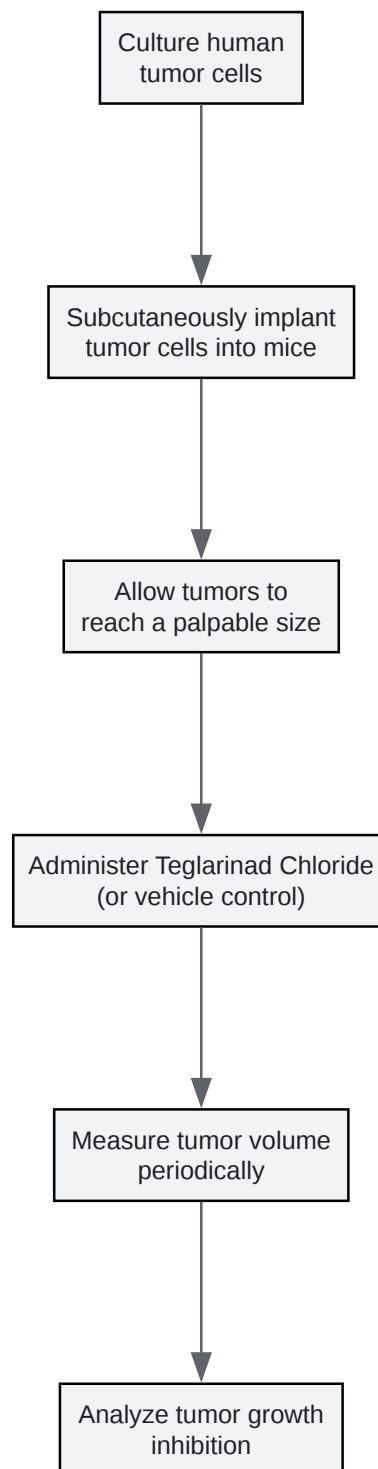 Culture human
tumor cells
Subcutaneously implant
tumor cells into mice
Allow tumors to
reach a palpable size
Administer Teglarinad Chloride
(or vehicle control)
Measure tumor volume
periodically
Analyze tumor growth
inhibition